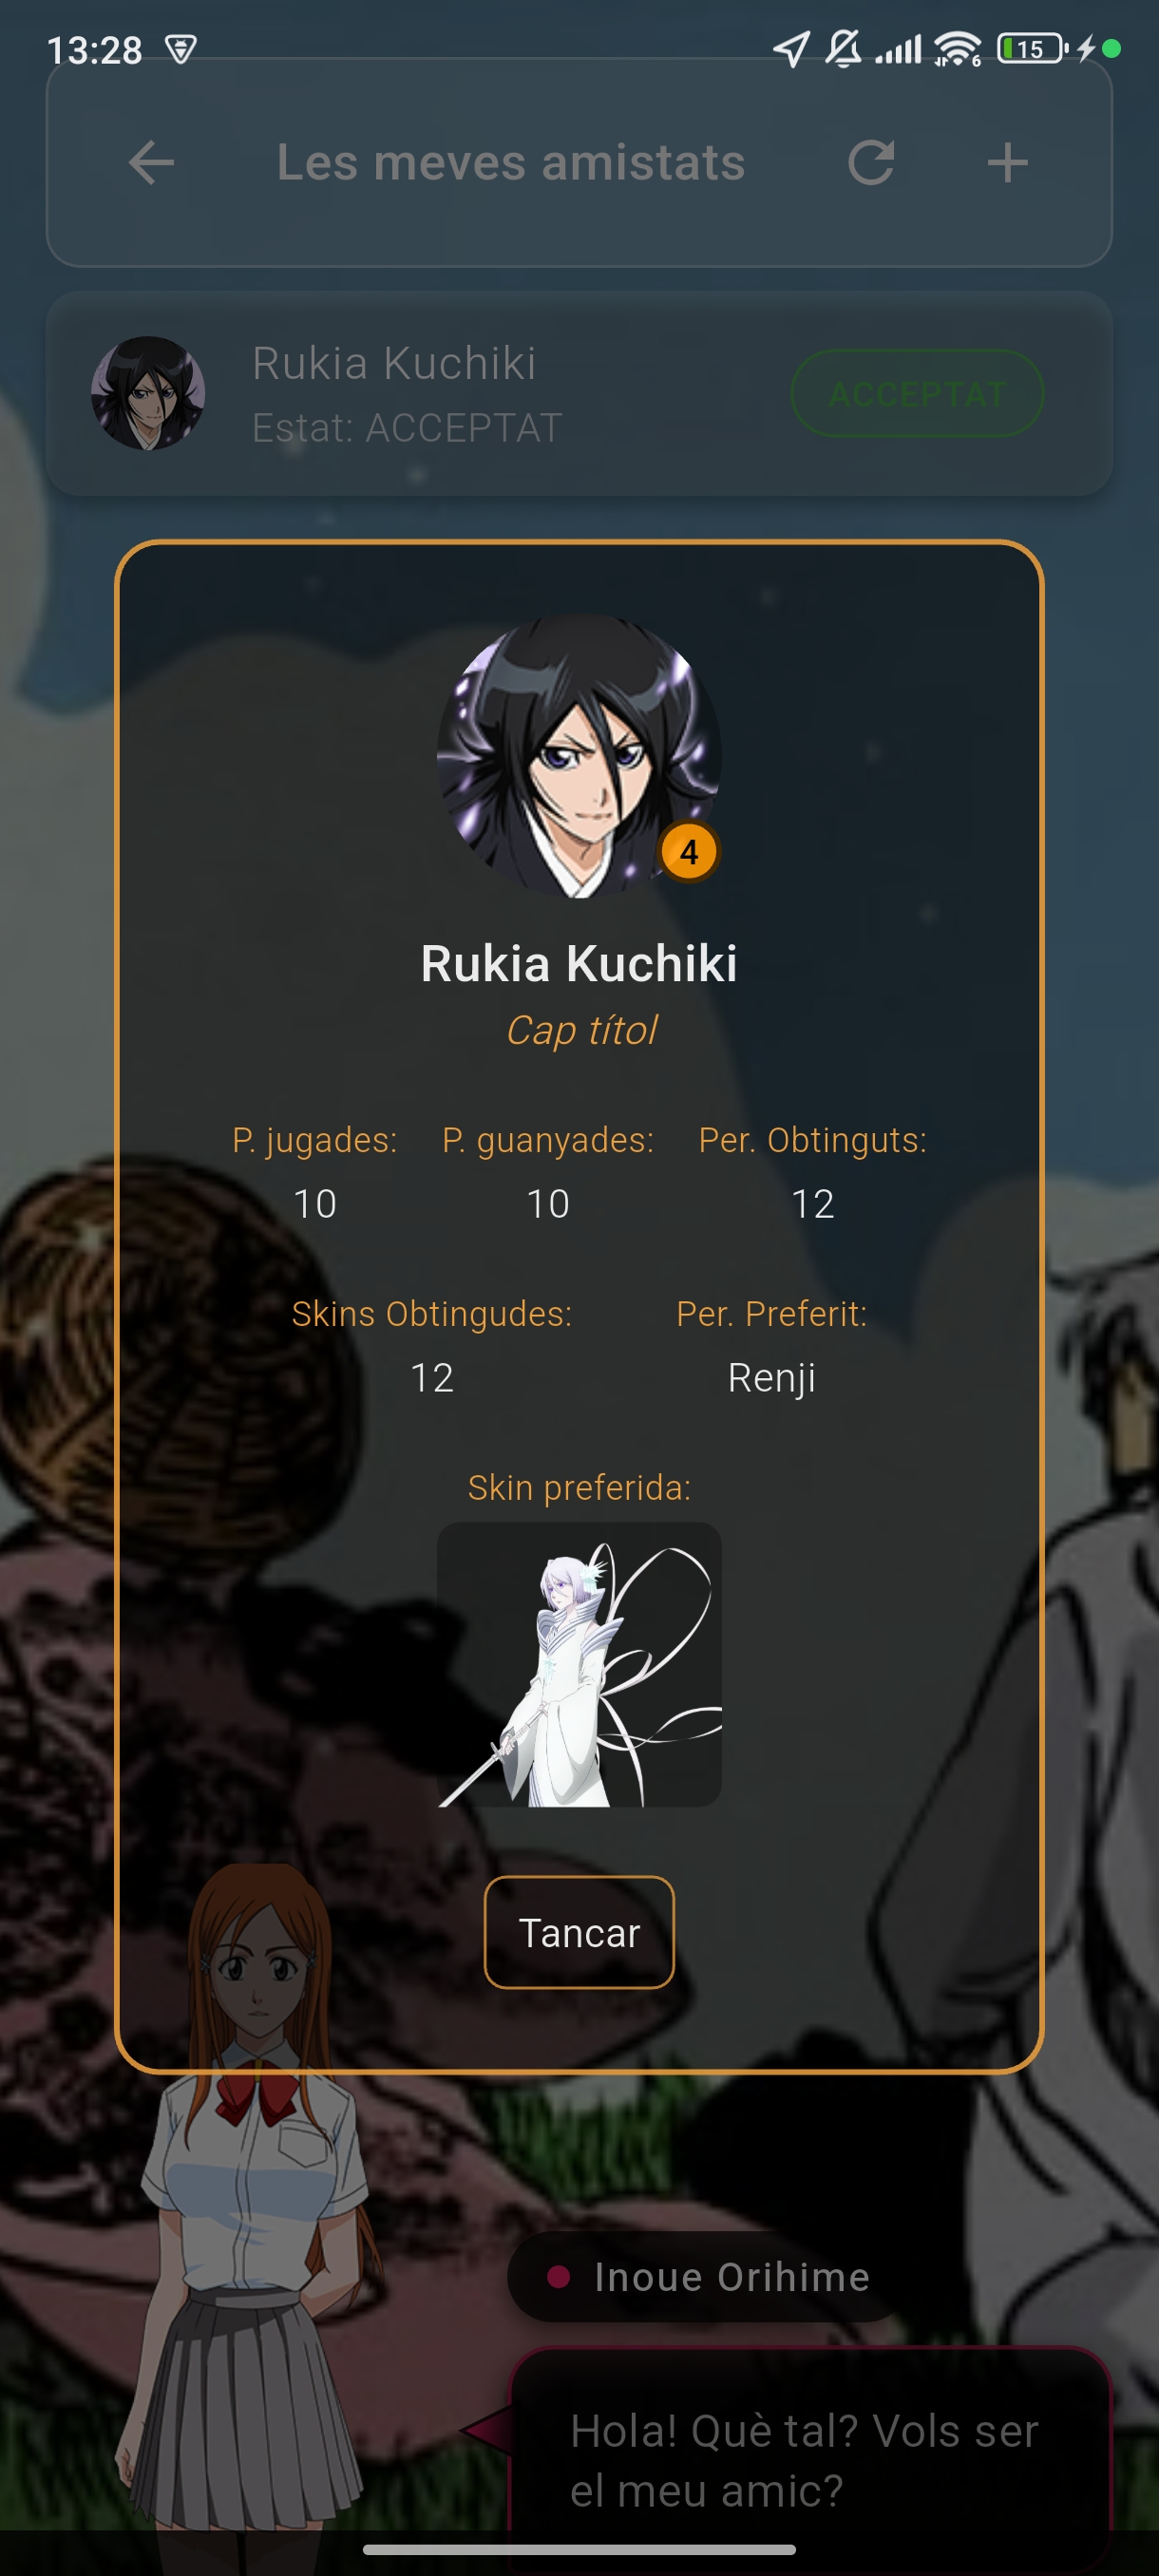 13:28
6
15
Les meves amistats
Rukia Kuchiki
Estat: ACCEPTAT
ACCEPTAT
4
Rukia Kuchiki
Cap títol
P. jugades: P. guanyades: Per. Obtinguts:
10 10 12
Skins Obtingudes: Per. Preferit:
12 Renji
Skin preferida:
Tancar
Inoue Orihime
Hola! Què tal? Vols ser
el meu amic?